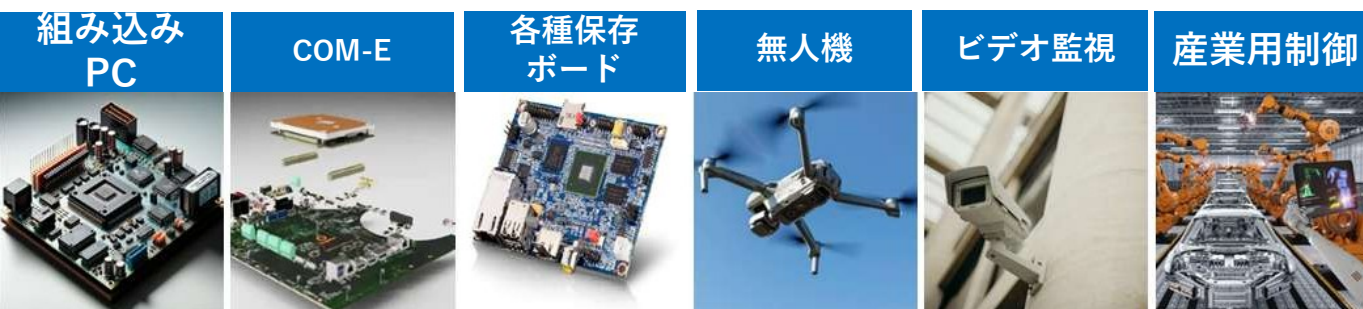 組み込み
PC
COM-E
各種保存
ボード
無人機
ビデオ監視
産業用制御